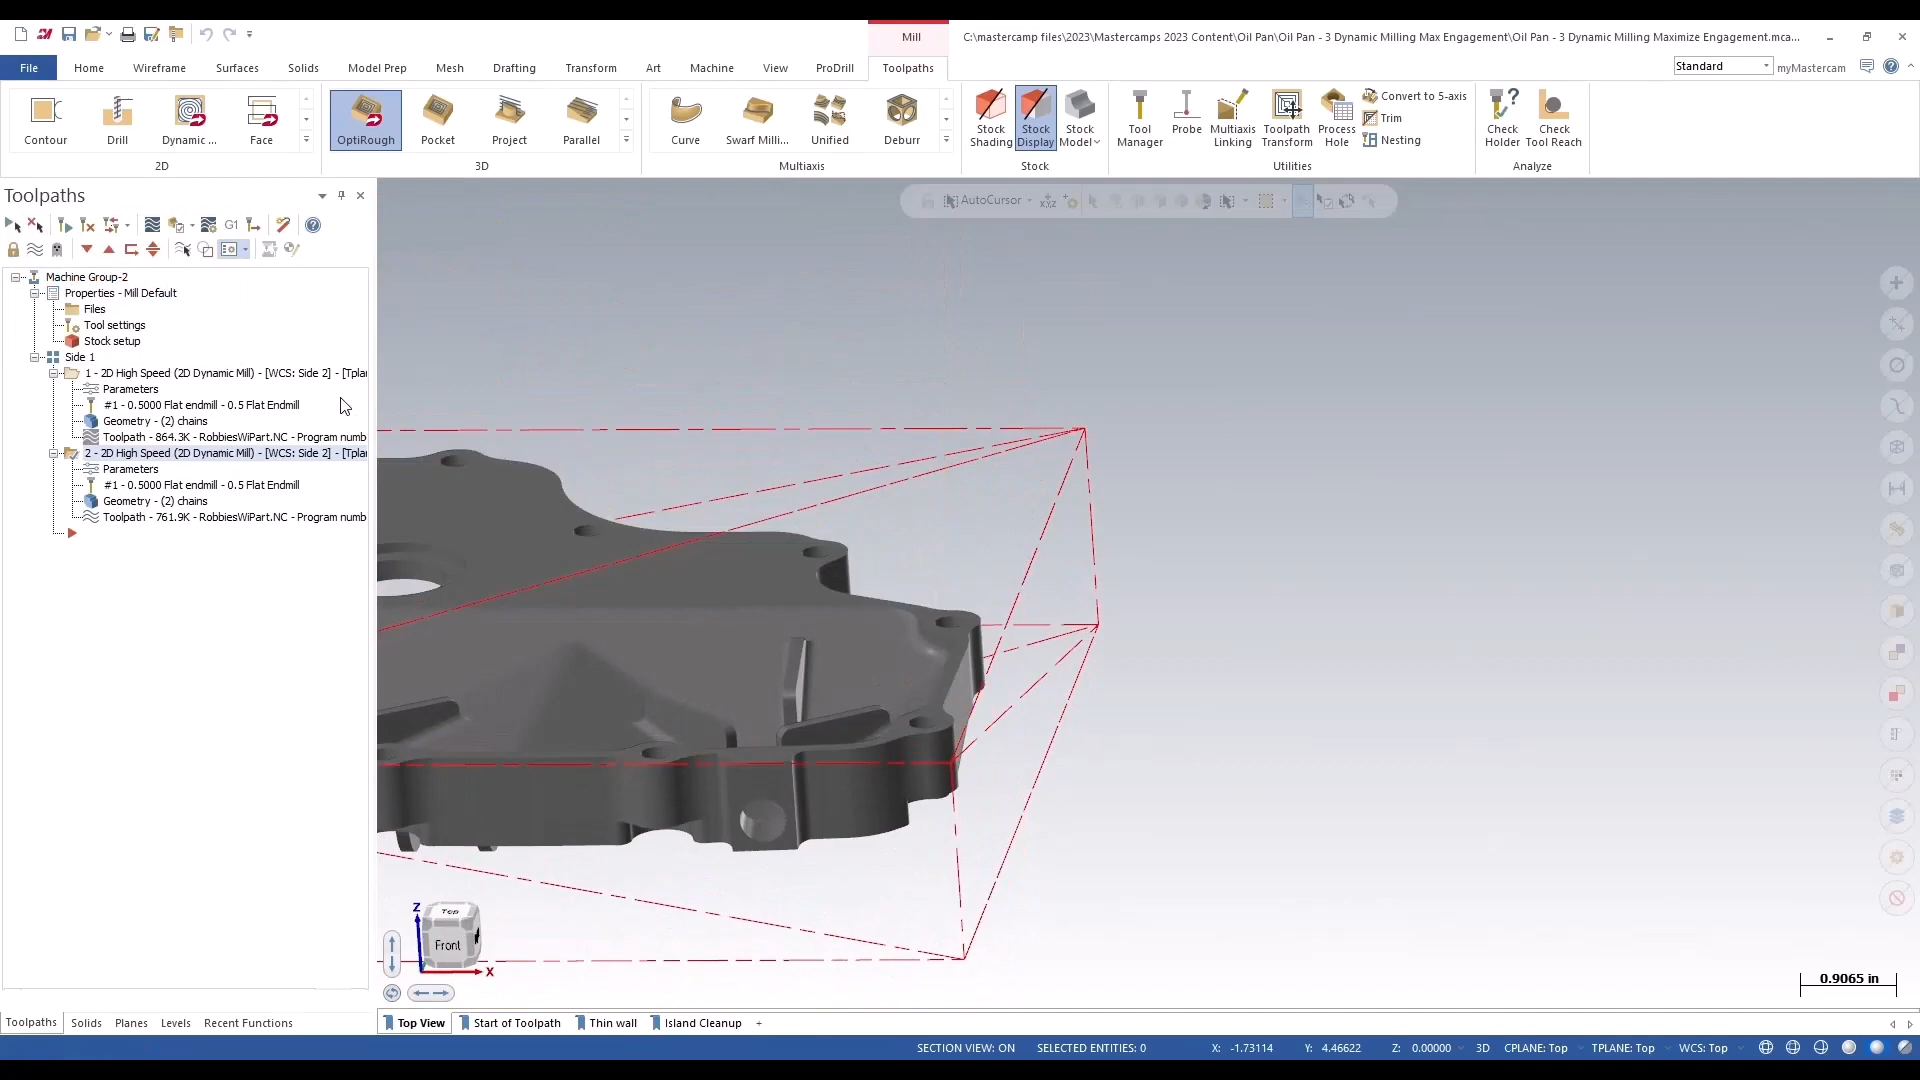 Mill
C:\mastercamp files\2023\Mastercamps 2023 Content\Oil Pan\Oil Pan - 3 Dynamic Milling Max Engagement\Oil Pan - 3 Dynamic Milling Maximize Engagement.mca...
File Home Wireframe Surfaces Solids Model Prep Mesh Drafting Transform Art Machine View ProDrill Toolpaths
Standard
myMastercam
Contour Drill Dynamic ... Face
2D
OptiRough Pocket Project Parallel
3D
Curve Swarf Milli... Unified Deburr
Multiaxis
Stock Shading
Stock Display
Stock Model
Stock
Tool Manager
Probe
Multiaxis Linking
Toolpath Transform
Process Hole
Convert to 5-axis
Trim
Nesting
Utilities
Check Holder
Check Tool Reach
Analyze
Toolpaths
G1
AutoCursor
Machine Group-2
Properties - Mill Default
Files
Tool settings
Stock setup
Side 1
1 - 2D High Speed (2D Dynamic Mill) - [WCS: Side 2] - [Tplan
Parameters
#1 - 0.5000 Flat endmill - 0.5 Flat Endmill
Geometry - (2) chains
Toolpath - 864.3K - RobbiesWiPart.NC - Program numb
2 - 2D High Speed (2D Dynamic Mill) - [WCS: Side 2] - [Tplan
Parameters
#1 - 0.5000 Flat endmill - 0.5 Flat Endmill
Geometry - (2) chains
Toolpath - 761.9K - RobbiesWiPart.NC - Program numb
Z
Top
Front
X
0.9065 in
Toolpaths Solids Planes Levels Recent Functions
Top View Start of Toolpath Thin wall Island Cleanup +
SECTION VIEW: ON SELECTED ENTITIES: 0 X: -1.73114 Y: 4.46622 Z: 0.00000 3D CPLANE: Top TPLANE: Top WCS: Top